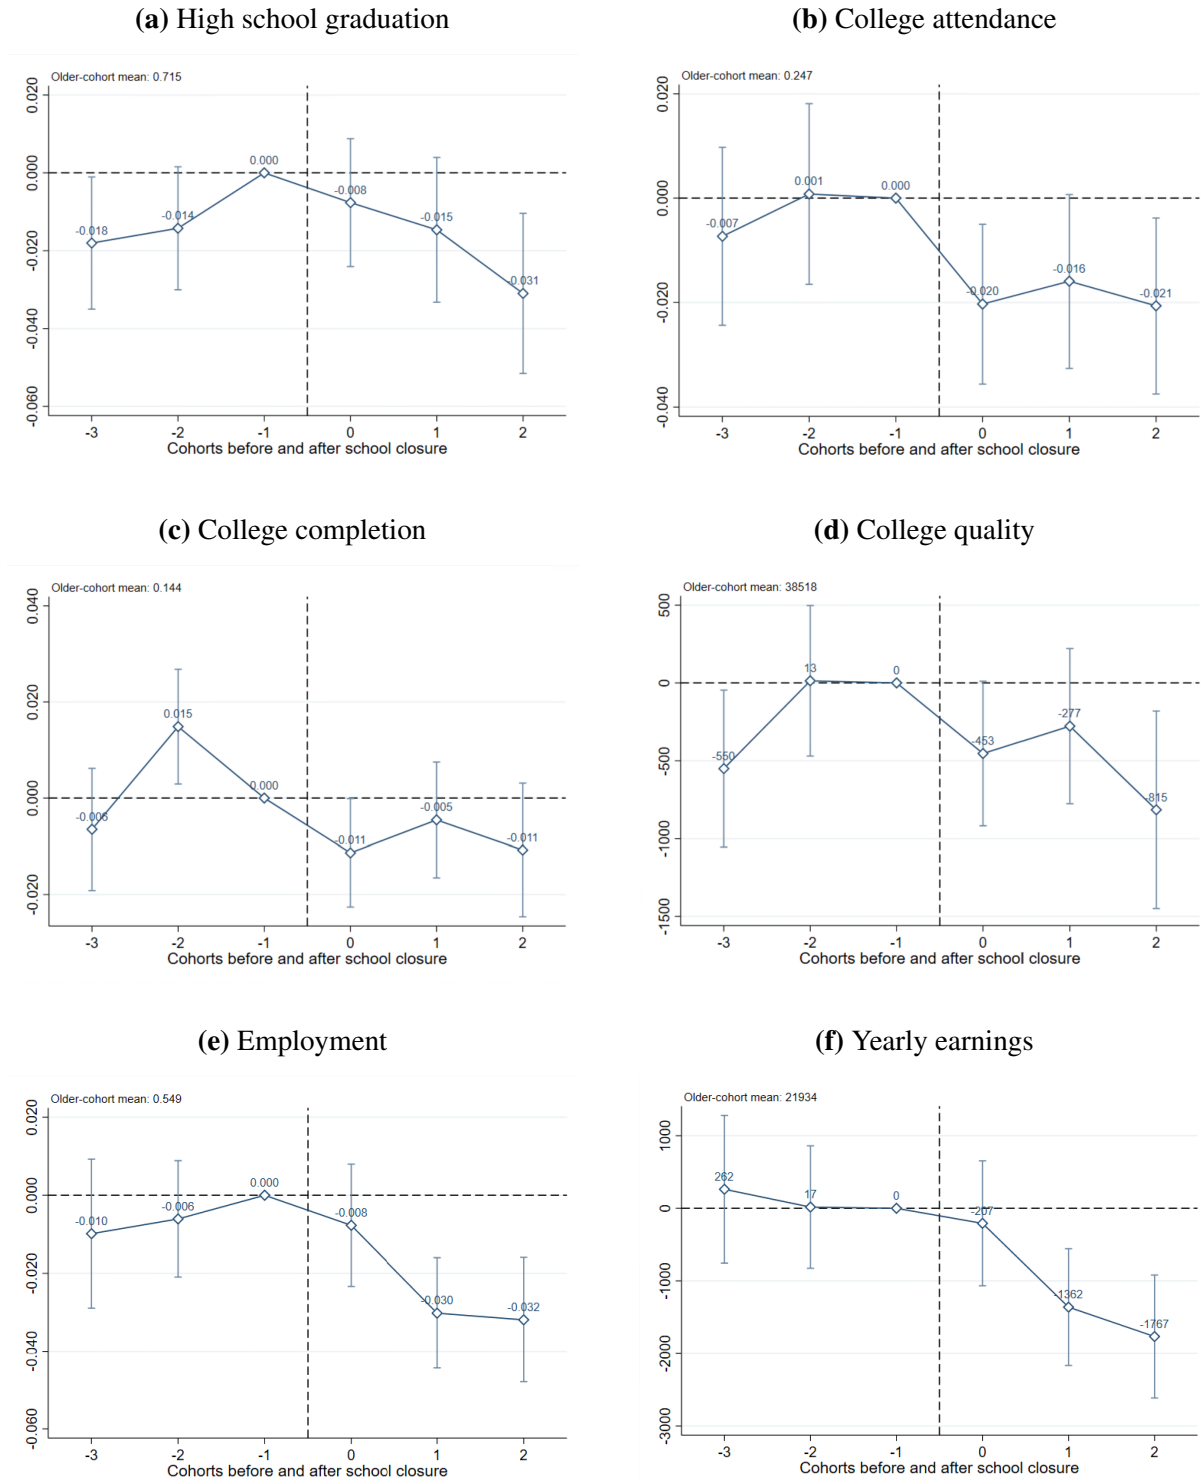 (a) High school graduation
Older-cohort mean: 0.715
0.020
0.000
-0.020
-0.040
-0.060
-0.018
-0.014
0.000
-0.008
-0.015
-0.031
-3 -2 -1 0 1 2
Cohorts before and after school closure
(b) College attendance
Older-cohort mean: 0.247
0.020
0.000
-0.020
-0.040
-0.007
0.001
0.000
-0.020
-0.016
-0.021
-3 -2 -1 0 1 2
Cohorts before and after school closure
(c) College completion
Older-cohort mean: 0.144
0.040
0.020
0.000
-0.020
-0.006
0.015
0.000
-0.011
-0.005
-0.011
-3 -2 -1 0 1 2
Cohorts before and after school closure
(d) College quality
Older-cohort mean: 38518
500
0
-500
-1000
-1500
-550
13
0
-453
-277
-815
-3 -2 -1 0 1 2
Cohorts before and after school closure
(e) Employment
Older-cohort mean: 0.549
0.020
0.000
-0.020
-0.040
-0.060
-0.010
-0.006
0.000
-0.008
-0.030
-0.032
-3 -2 -1 0 1 2
Cohorts before and after school closure
(f) Yearly earnings
Older-cohort mean: 21934
1000
0
-1000
-2000
-3000
262
17
0
-207
-1362
-1767
-3 -2 -1 0 1 2
Cohorts before and after school closure